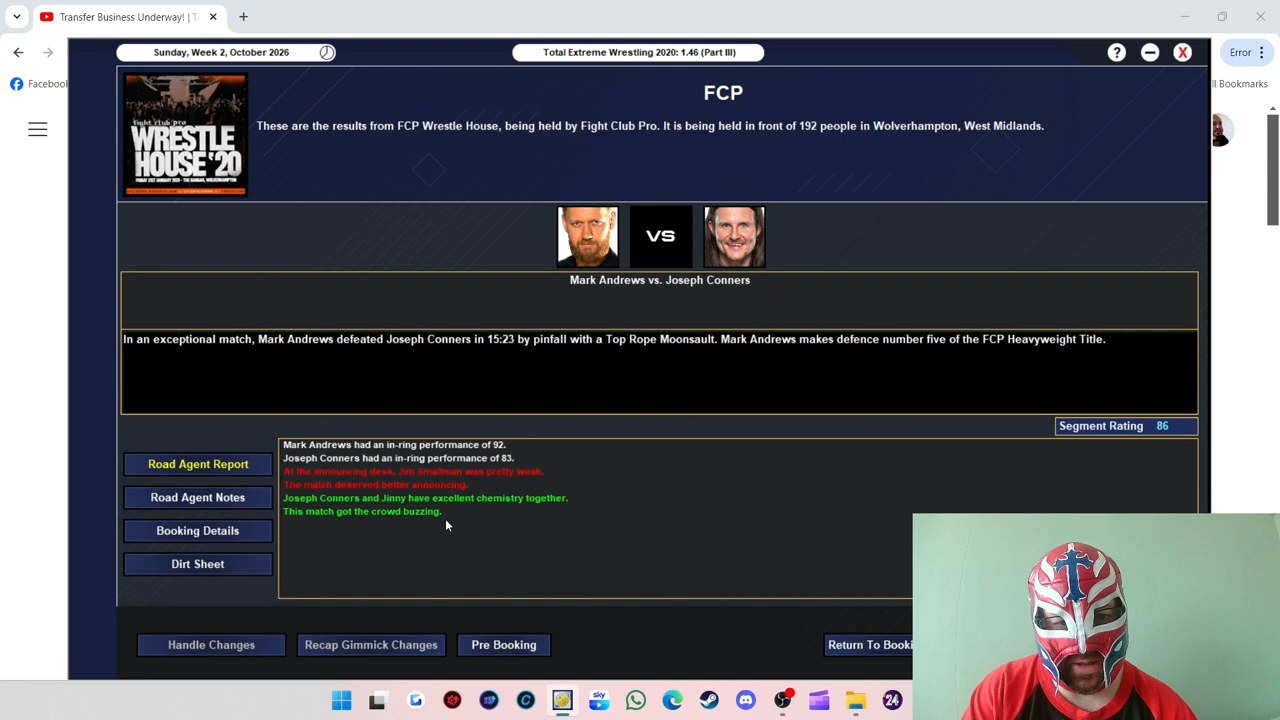 Transfer Business Underway! | T
Error
Facebook
ll Bookmarks
Sunday, Week 2, October 2026
Total Extreme Wrestling 2020: 1.46 (Part III)
?
X
fight club pro
WRESTLE
HOUSE '20
FCP
These are the results from FCP Wrestle House, being held by Fight Club Pro. It is being held in front of 192 people in Wolverhampton, West Midlands.
VS
Mark Andrews vs. Joseph Conners
In an exceptional match, Mark Andrews defeated Joseph Conners in 15:23 by pinfall with a Top Rope Moonsault. Mark Andrews makes defence number five of the FCP Heavyweight Title.
Segment Rating 86
Road Agent Report
Road Agent Notes
Booking Details
Dirt Sheet
Mark Andrews had an in-ring performance of 92.
Joseph Conners had an in-ring performance of 83.
At the announcing desk, Jim Smallman was pretty weak.
The match deserved better announcing.
Joseph Conners and Jinny have excellent chemistry together.
This match got the crowd buzzing.
Handle Changes
Recap Gimmick Changes
Pre Booking
Return To Booki
sky
24